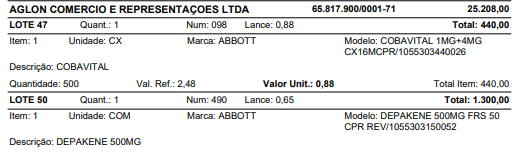 AGLON COMERCIO E REPRESENTAÇOES LTDA 65.817.900/0001-71 25.208,00
LOTE 47 Quant.: 1 Num: 098 Lance: 0,88 Total: 440,00
Item: 1 Unidade: CX Marca: ABBOTT Modelo: COBAVITAL 1MG+4MG
CX16MCPR/1055303440026
Descrição: COBAVITAL
Quantidade: 500 Val. Ref.: 2,48 Valor Unit.: 0,88 Total Item: 440,00
LOTE 50 Quant.: 1 Num: 490 Lance: 0,65 Total: 1.300,00
Item: 1 Unidade: COM Marca: ABBOTT Modelo: DEPAKENE 500MG FRS 50
CPR REV/1055303150052
Descrição: DEPAKENE 500MG